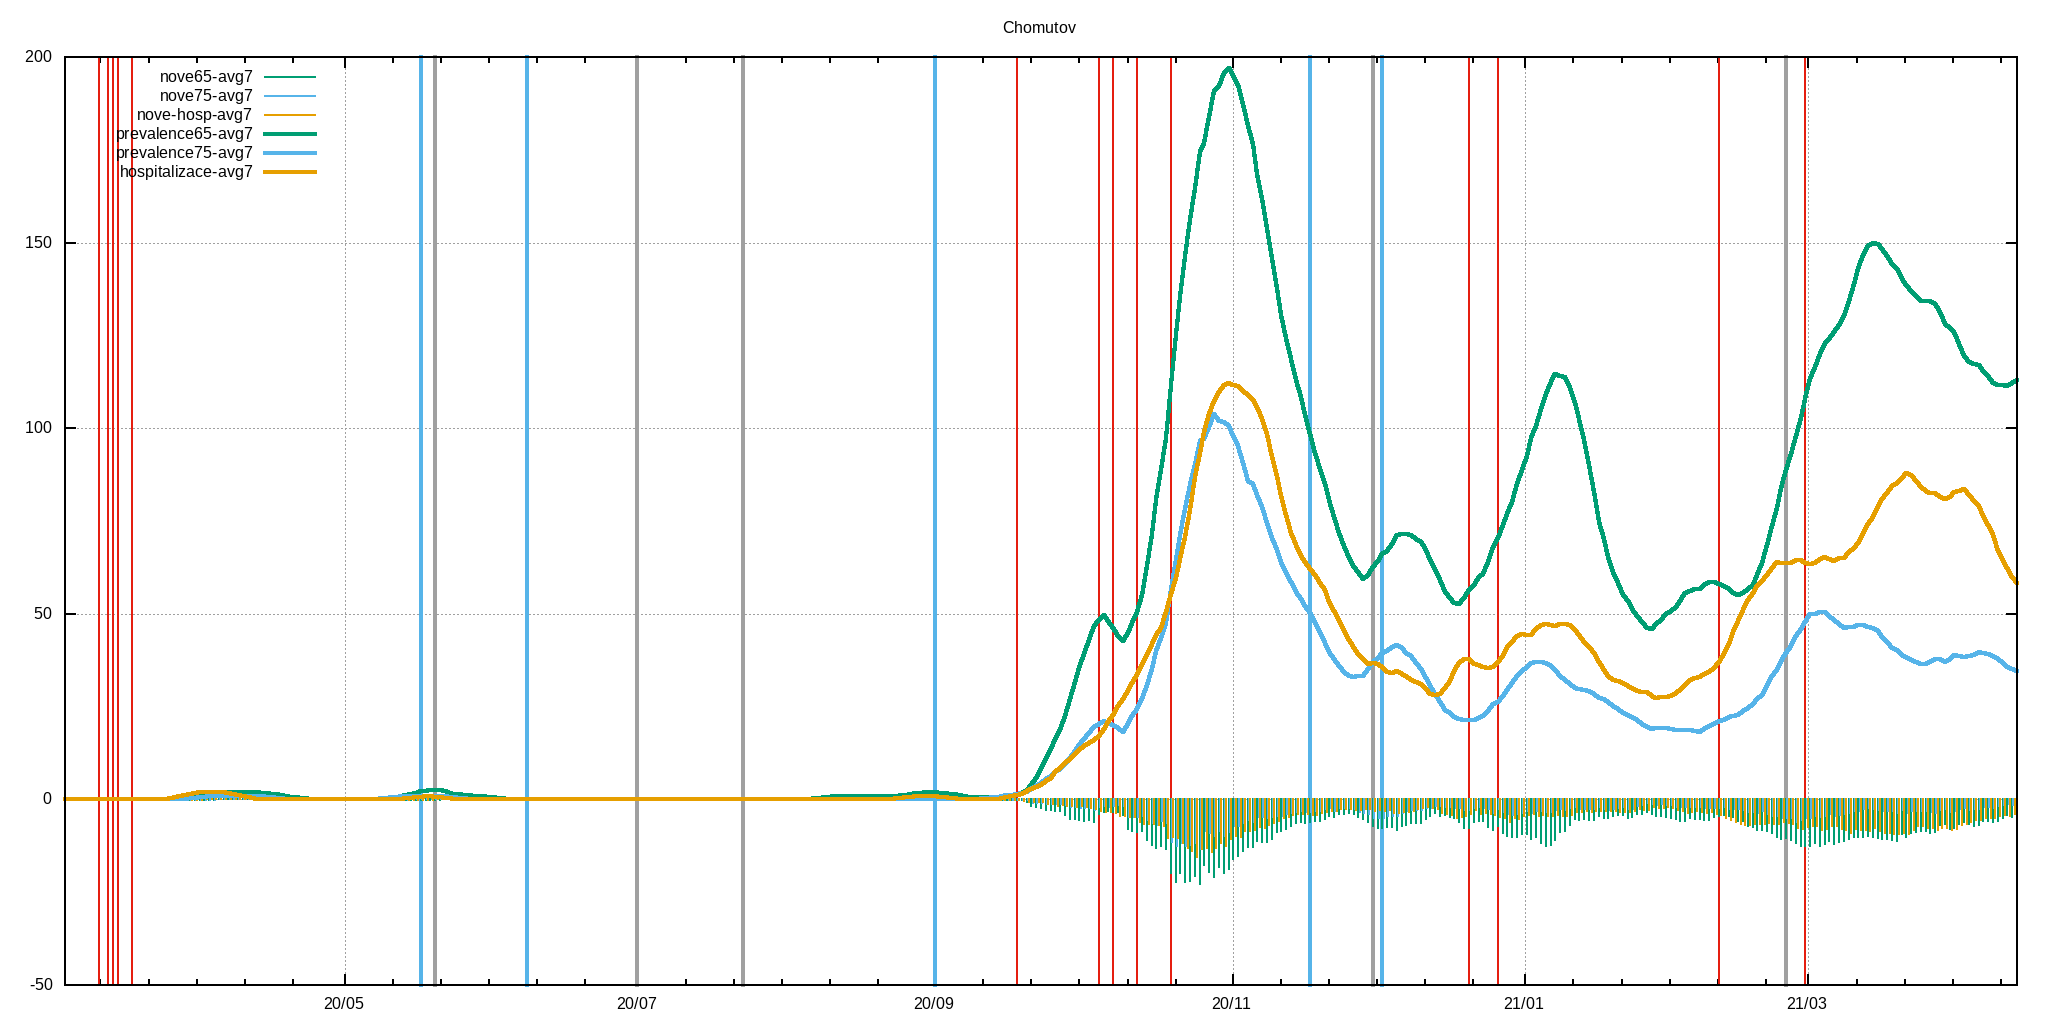 Chomutov
200
nove65-avg7
nove75-avg7
nove-hosp-avg7
prevalence65-avg7
prevalence75-avg7
hospitalizace-avg7
150
100
50
0
-50
20/05 20/07 20/09 20/11 21/01 21/03